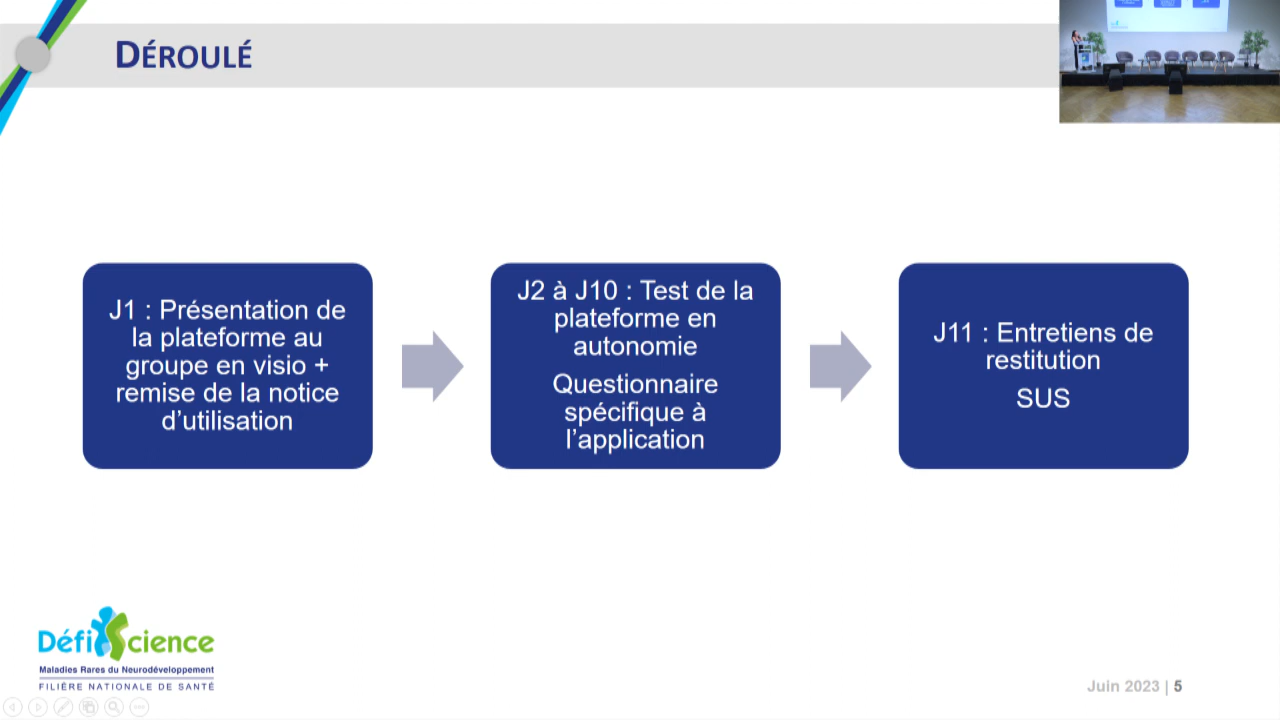 DÉROULÉ
J1 : Présentation de
la plateforme au
groupe en visio +
remise de la notice
d'utilisation
J2 à J10 : Test de la
plateforme en
autonomie
Questionnaire
spécifique à
l'application
J11 : Entretiens de
restitution
SUS
DéfiScience
Maladies Rares du Neurodéveloppement
FILIÈRE NATIONALE DE SANTÉ
Juin 2023 | 5